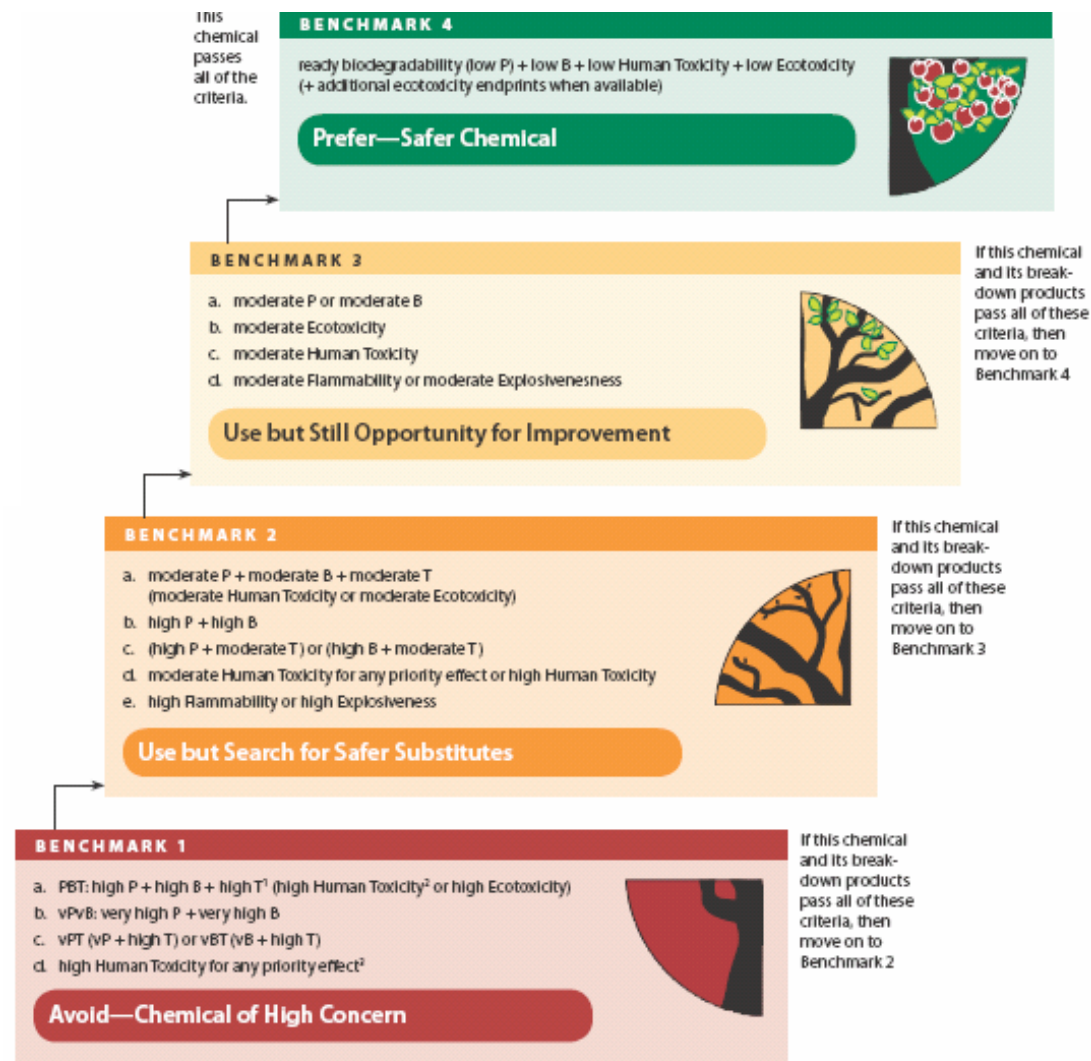 This
chemical
passes
all of the
criteria.
BENCHMARK 4
ready biodegradability (low P) + low B + low Human Toxicity + low Ecotoxicity
(+ additional ecotoxicity endprints when available)
Prefer—Safer Chemical
BENCHMARK 3
a. moderate P or moderate B
b. moderate Ecotoxicity
c. moderate Human Toxicity
d. moderate Flammability or moderate Explosivenesness
Use but Still Opportunity for Improvement
If this chemical
and its break-
down products
pass all of these
criteria, then
move on to
Benchmark 4
BENCHMARK 2
a. moderate P + moderate B + moderate T
(moderate Human Toxicity or moderate Ecotoxicity)
b. high P + high B
c. (high P + moderate T) or (high B + moderate T)
d. moderate Human Toxicity for any priority effect or high Human Toxicity
e. high Flammability or high Explosiveness
Use but Search for Safer Substitutes
If this chemical
and its break-
down products
pass all of these
criteria, then
move on to
Benchmark 3
BENCHMARK 1
a. PBT: high P + high B + high T¹ (high Human Toxicity² or high Ecotoxicity)
b. vPvB: very high P + very high B
c. vPT (vP + high T) or vBT (vB + high T)
d. high Human Toxicity for any priority effect²
Avoid—Chemical of High Concern
If this chemical
and its break-
down products
pass all of these
criteria, then
move on to
Benchmark 2